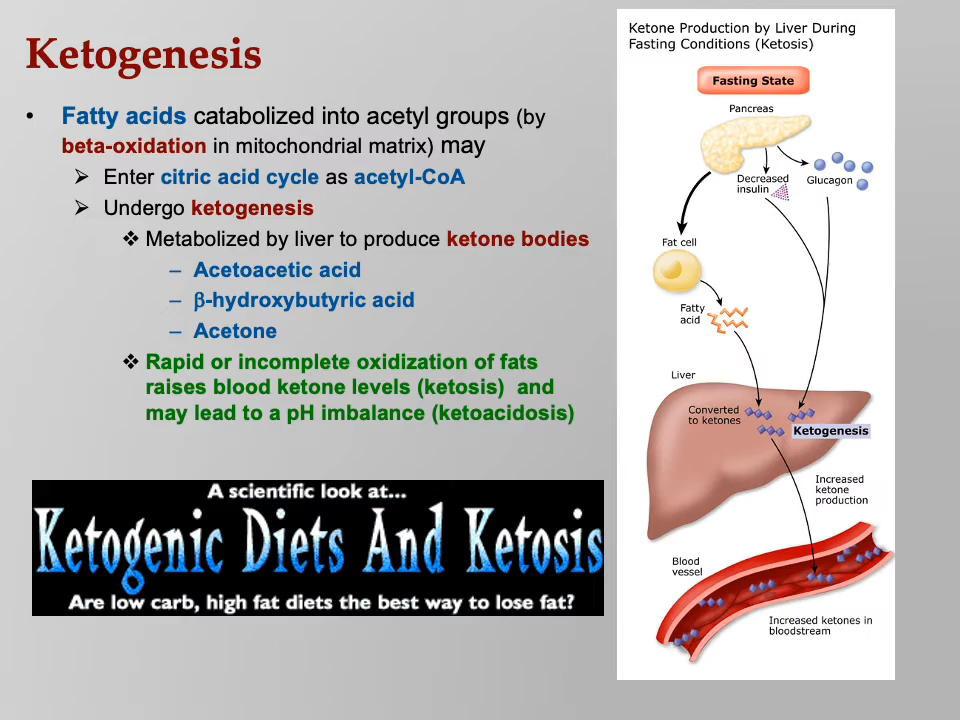 Ketogenesis
• Fatty acids catabolized into acetyl groups (by
beta-oxidation in mitochondrial matrix) may
➢ Enter citric acid cycle as acetyl-CoA
➢ Undergo ketogenesis
❖ Metabolized by liver to produce ketone bodies
– Acetoacetic acid
– β-hydroxybutyric acid
– Acetone
❖ Rapid or incomplete oxidization of fats
raises blood ketone levels (ketosis) and
may lead to a pH imbalance (ketoacidosis)
A scientific look at...
Ketogenic Diets And Ketosis
Are low carb, high fat diets the best way to lose fat?
Ketone Production by Liver During
Fasting Conditions (Ketosis)
Fasting State
Pancreas
Decreased
insulin
Glucagon
Fat cell
Fatty
acid
Liver
Converted
to ketones
Ketogenesis
Increased
ketone
production
Blood
vessel
Increased ketones in
bloodstream